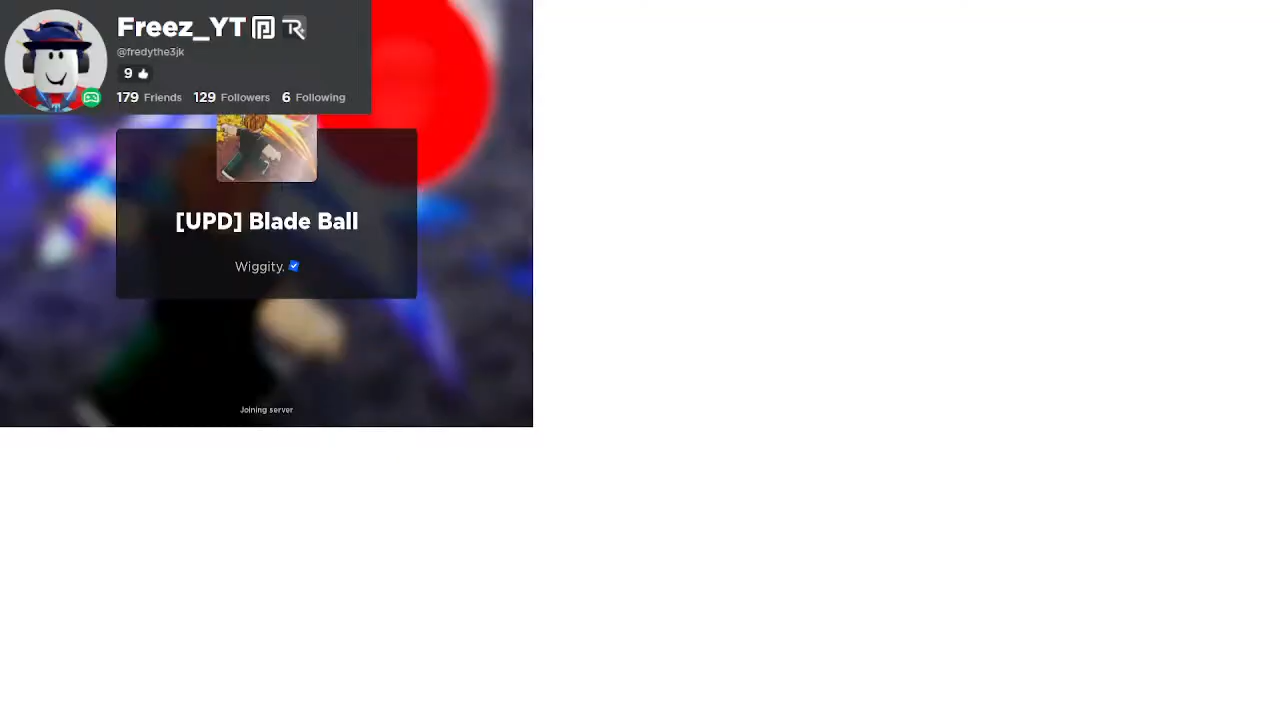 Freez_YT
@fredythe3jk
9
179 Friends 129 Followers 6 Following
[UPD] Blade Ball
Wiggity.
Joining server